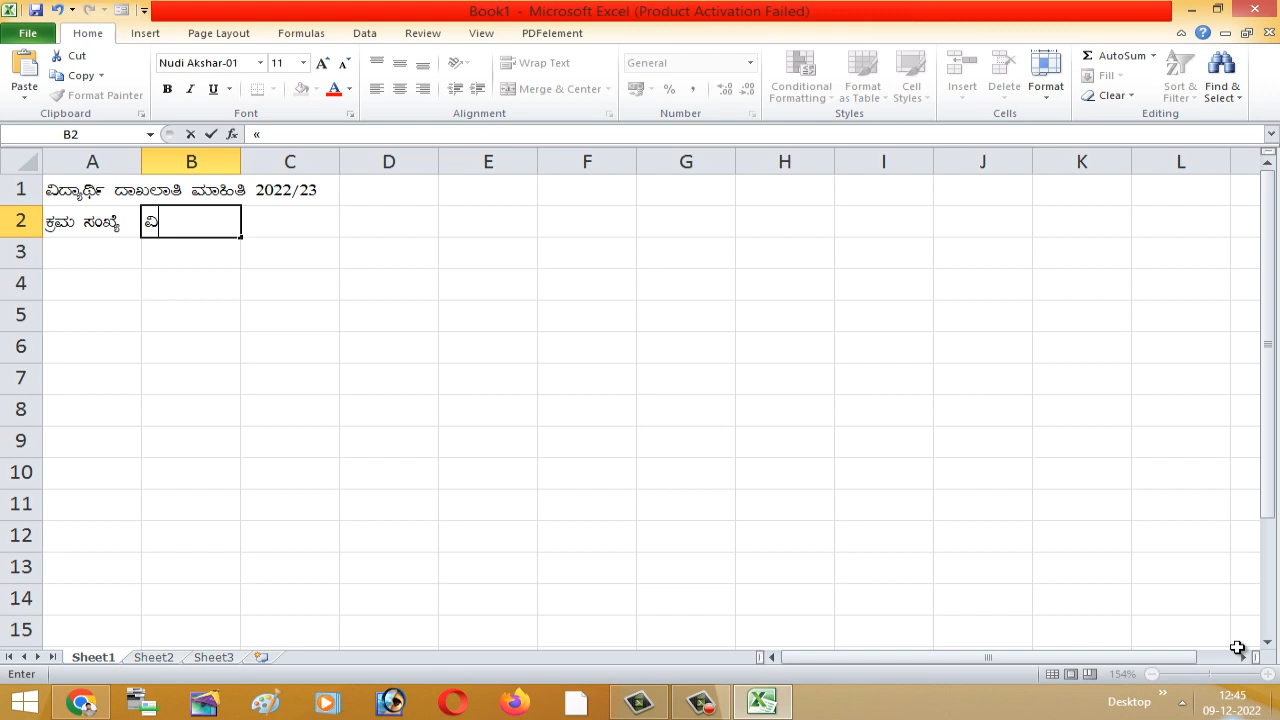 Book1 - Microsoft Excel (Product Activation Failed)
File Home Insert Page Layout Formulas Data Review View PDFelement
Paste
Cut
Copy
Format Painter
Clipboard
Nudi Akshar-01 11
B I U A
Font
Wrap Text
Merge & Center
Alignment
General
%
Number
Conditional Formatting
Format as Table
Cell Styles
Styles
Insert Delete Format
Cells
Σ AutoSum
Fill
Clear
Sort & Filter
Find & Select
Editing
B2 fx «
A B C D E F G H I J K L
1 ವಿದ್ಯಾರ್ಥಿ ದಾಖಲಾತಿ ಮಾಹಿತಿ 2022/23
2 ಕ್ರಮ ಸಂಖ್ಯೆ ವಿ
3
4
5
6
7
8
9
10
11
12
13
14
15
Sheet1 Sheet2 Sheet3
Enter 154%
Desktop 12:45
09-12-2022